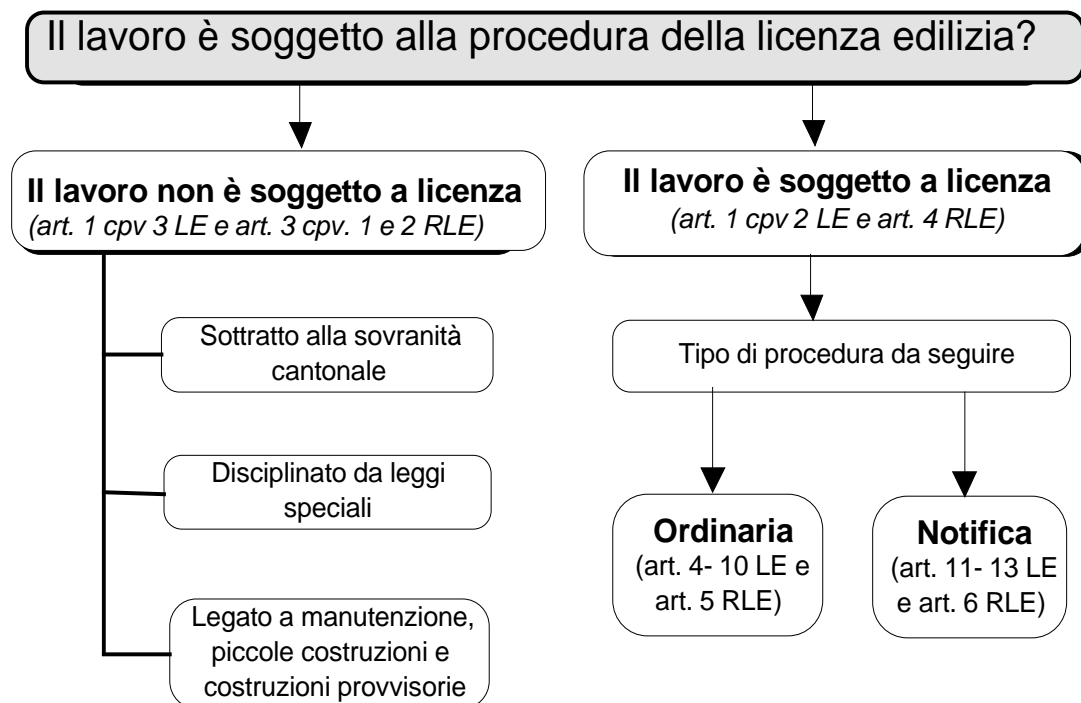 Il lavoro è soggetto alla procedura della licenza edilizia?
Il lavoro non è soggetto a licenza
(art. 1 cpv 3 LE e art. 3 cpv. 1 e 2 RLE)
Sottratto alla sovranità
cantonale
Disciplinato da leggi
speciali
Legato a manutenzione,
piccole costruzioni e
costruzioni provvisorie
Il lavoro è soggetto a licenza
(art. 1 cpv 2 LE e art. 4 RLE)
Tipo di procedura da seguire
Ordinaria
(art. 4- 10 LE e
art. 5 RLE)
Notifica
(art. 11- 13 LE
e art. 6 RLE)